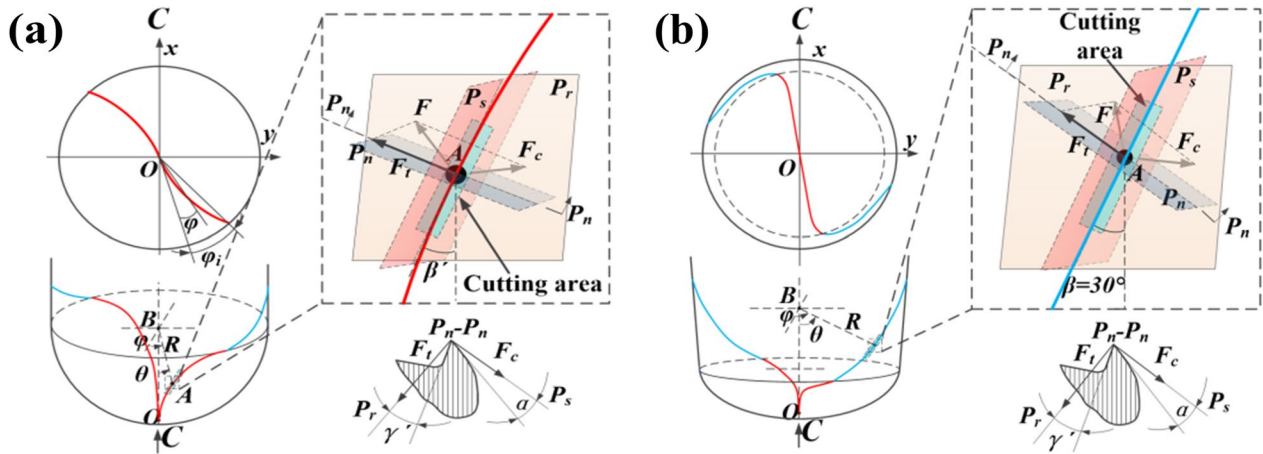 (a)
C
x
y
O
φ
φi
B
φ
R
θ
A
O
C
Pn
Ps
Pr
F
A
Fc
Pn
Ft
Pn
β´
Cutting area
Pn-Pn
Ft
Fc
Pr
Ps
γ´
α
(b)
C
x
y
O
B
φ
R
θ
O
C
Cutting
area
Pn
Ps
Pr
F
Fc
Ft
A
Pn
Pn
β=30°
Pn-Pn
Ft
Fc
Pr
Ps
γ´
α